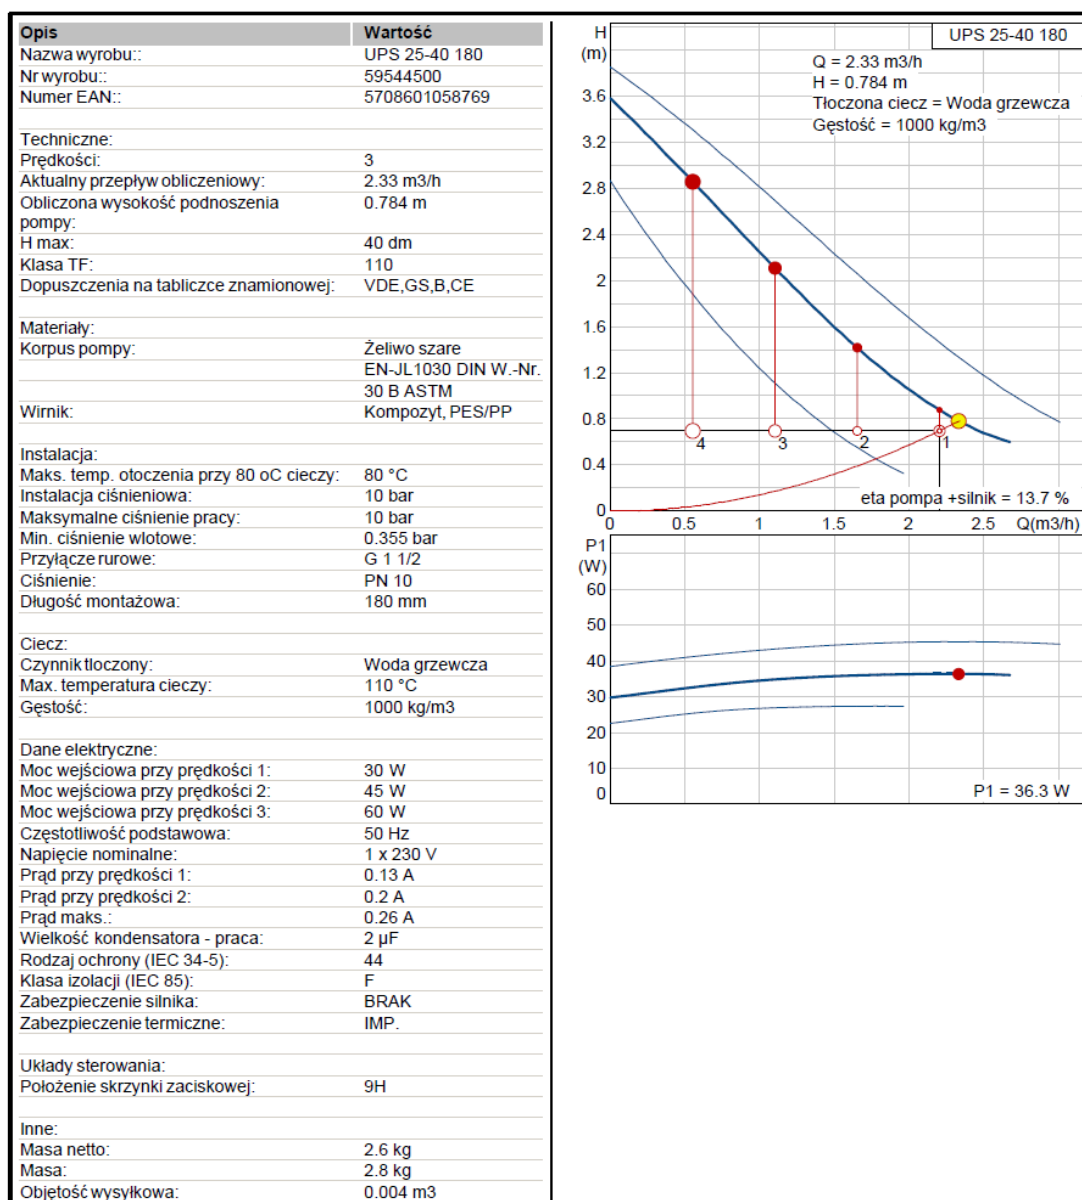 Opis Wartość
Nazwa wyrobu:: UPS 25-40 180
Nr wyrobu:: 59544500
Numer EAN:: 5708601058769
Techniczne:
Prędkości: 3
Aktualny przepływ obliczeniowy: 2.33 m3/h
Obliczona wysokość podnoszenia 0.784 m
pompy:
H max: 40 dm
Klasa TF: 110
Dopuszczenia na tabliczce znamionowej: VDE,GS,B,CE
Materiały:
Korpus pompy: Żeliwo szare
EN-JL1030 DIN W.-Nr.
30 B ASTM
Wirnik: Kompozyt, PES/PP
Instalacja:
Maks. temp. otoczenia przy 80 oC cieczy: 80 °C
Instalacja ciśnieniowa: 10 bar
Maksymalne ciśnienie pracy: 10 bar
Min. ciśnienie wlotowe: 0.355 bar
Przyłącze rurowe: G 1 1/2
Ciśnienie: PN 10
Długość montażowa: 180 mm
Ciecz:
Czynnik tłoczony: Woda grzewcza
Max. temperatura cieczy: 110 °C
Gęstość: 1000 kg/m3
Dane elektryczne:
Moc wejściowa przy prędkości 1: 30 W
Moc wejściowa przy prędkości 2: 45 W
Moc wejściowa przy prędkości 3: 60 W
Częstotliwość podstawowa: 50 Hz
Napięcie nominalne: 1 x 230 V
Prąd przy prędkości 1: 0.13 A
Prąd przy prędkości 2: 0.2 A
Prąd maks.: 0.26 A
Wielkość kondensatora - praca: 2 µF
Rodzaj ochrony (IEC 34-5): 44
Klasa izolacji (IEC 85): F
Zabezpieczenie silnika: BRAK
Zabezpieczenie termiczne: IMP.
Układy sterowania:
Położenie skrzynki zaciskowej: 9H
Inne:
Masa netto: 2.6 kg
Masa: 2.8 kg
Objętość wysyłkowa: 0.004 m3
H
(m)
UPS 25-40 180
Q = 2.33 m3/h
H = 0.784 m
Tłoczona ciecz = Woda grzewcza
Gęstość = 1000 kg/m3
3.6
3.2
2.8
2.4
2
1.6
1.2
0.8
0.4
0
4 3 2 1
eta pompa +silnik = 13.7 %
0 0.5 1 1.5 2 2.5 Q(m3/h)
P1
(W)
60
50
40
30
20
10
0
P1 = 36.3 W